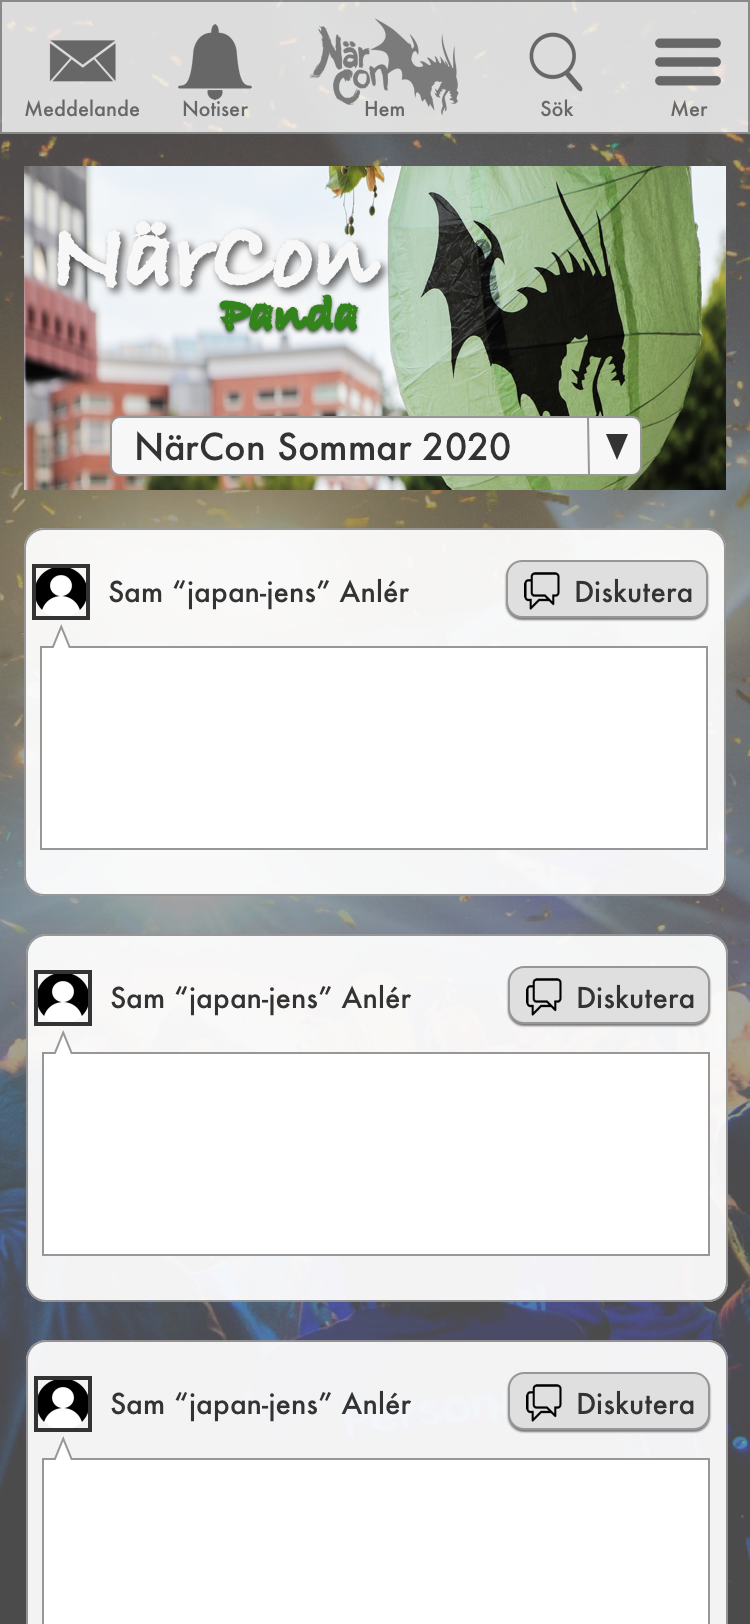 När
Con
Meddelande
Notiser
Hem
Sök
Mer
NärCon
Panda
NärCon Sommar 2020
Sam “japan-jens” Anlér
Diskutera
Sam “japan-jens” Anlér
Diskutera
Sam “japan-jens” Anlér
Diskutera